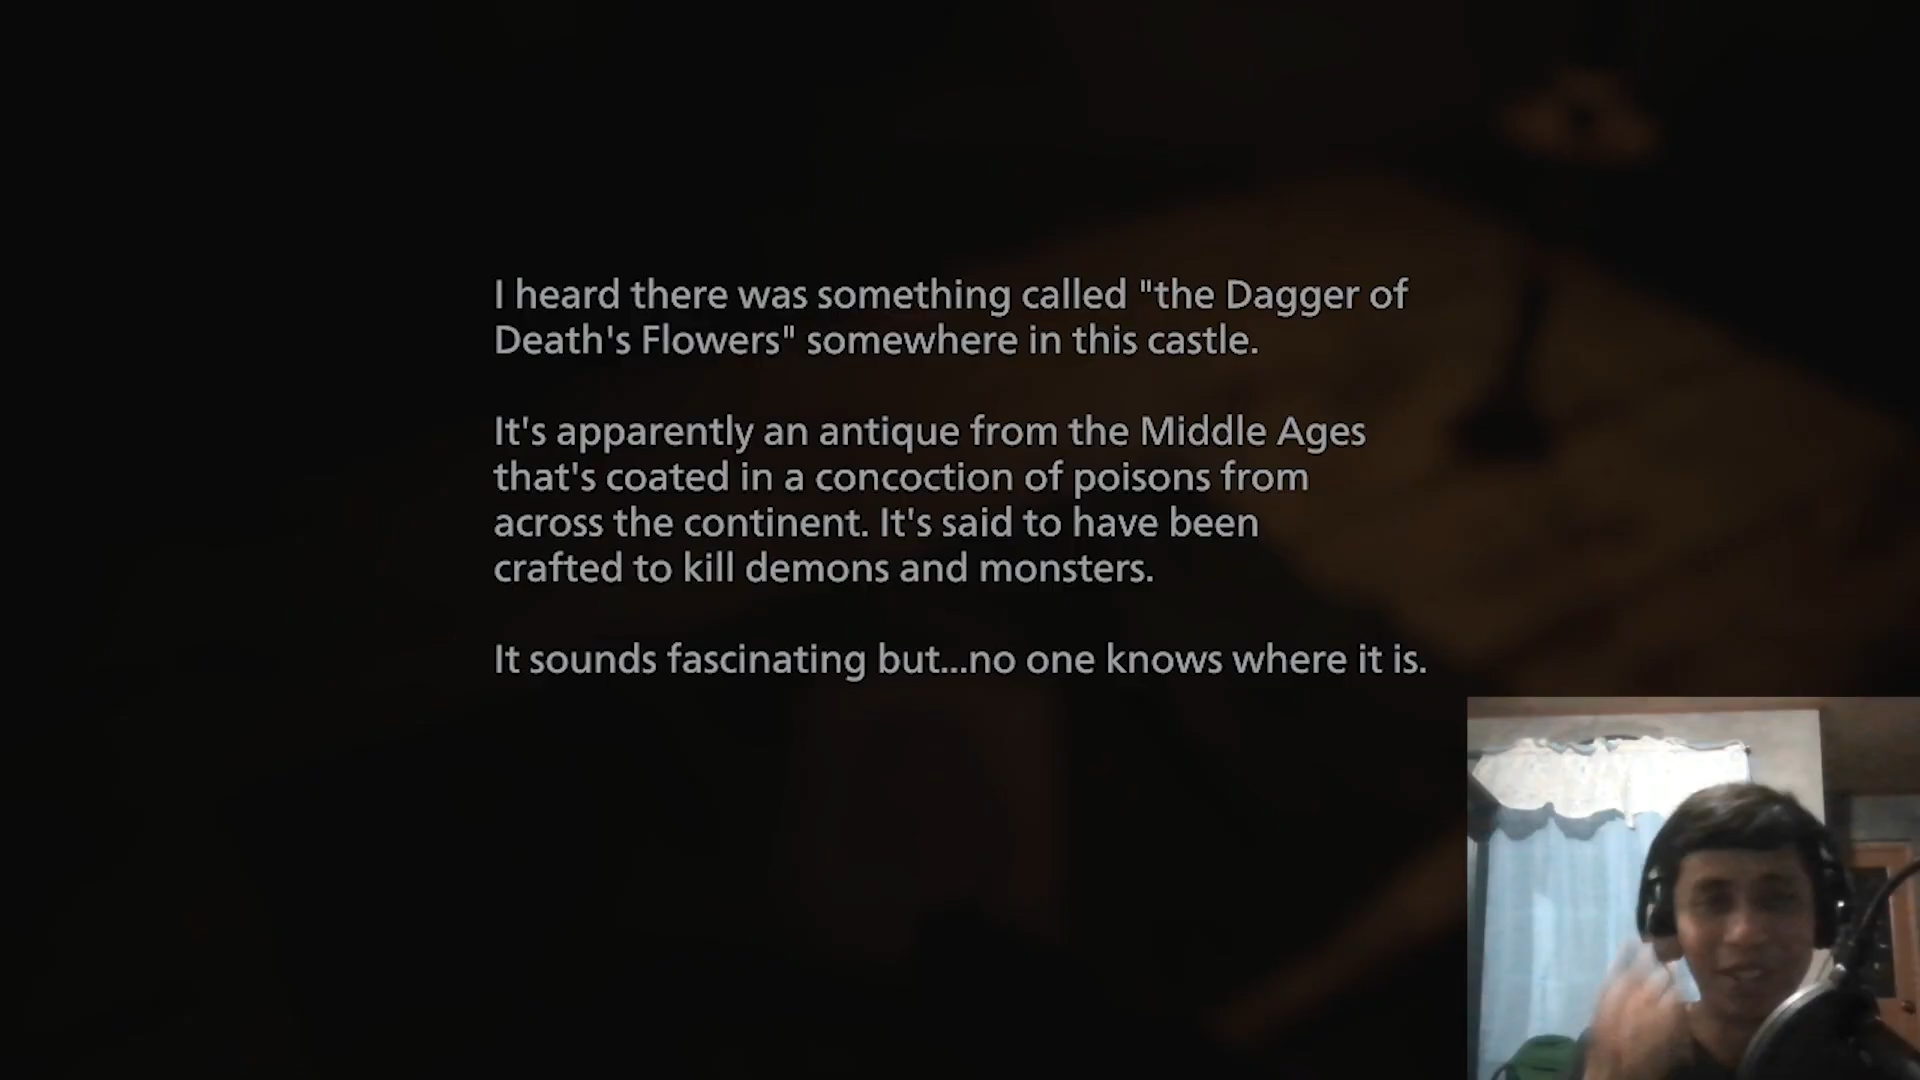 I heard there was something called "the Dagger of
Death's Flowers" somewhere in this castle.
It's apparently an antique from the Middle Ages
that's coated in a concoction of poisons from
across the continent. It's said to have been
crafted to kill demons and monsters.
It sounds fascinating but...no one knows where it is.